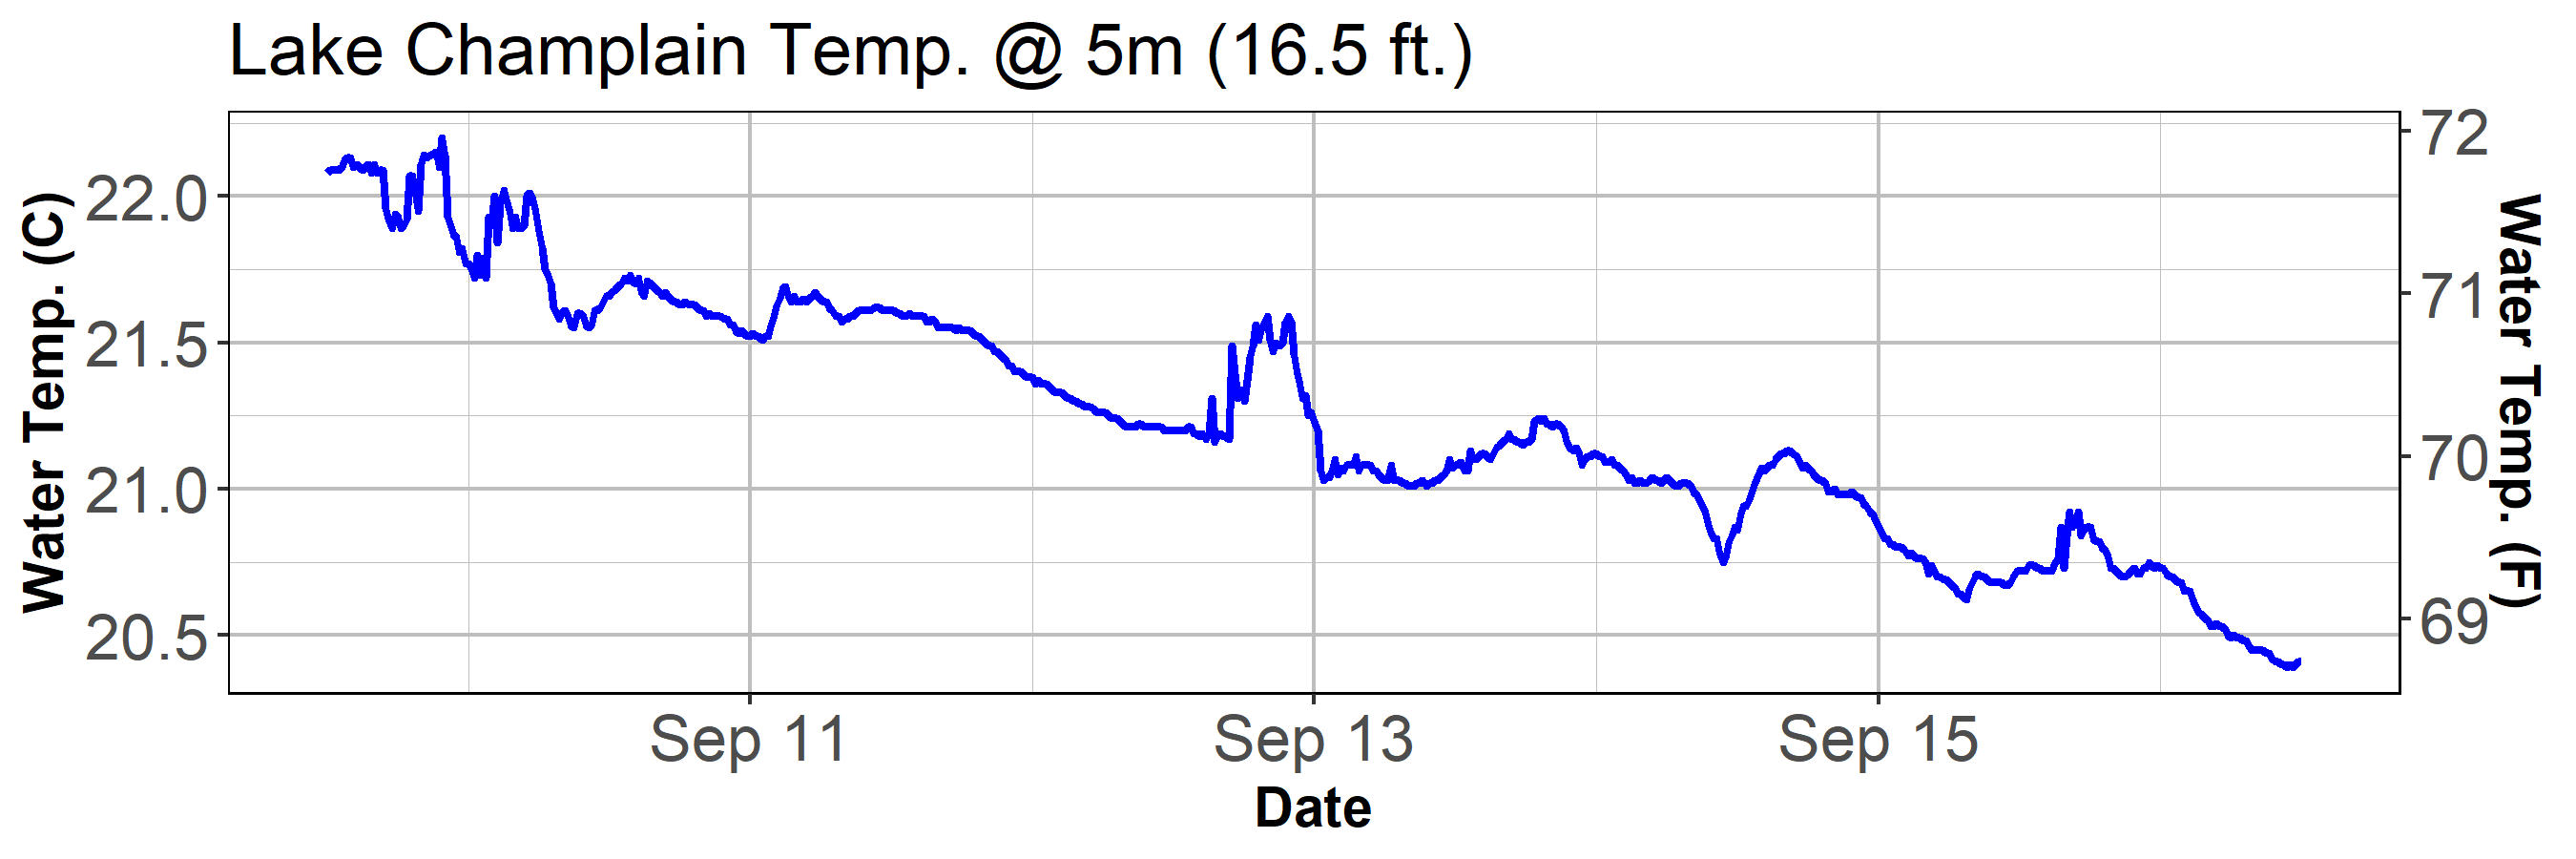 Lake Champlain Temp. @ 5m (16.5 ft.)
Water Temp. (C)
22.0
21.5
21.0
20.5
72
71
70
69
Water Temp. (F)
Sep 11
Sep 13
Sep 15
Date